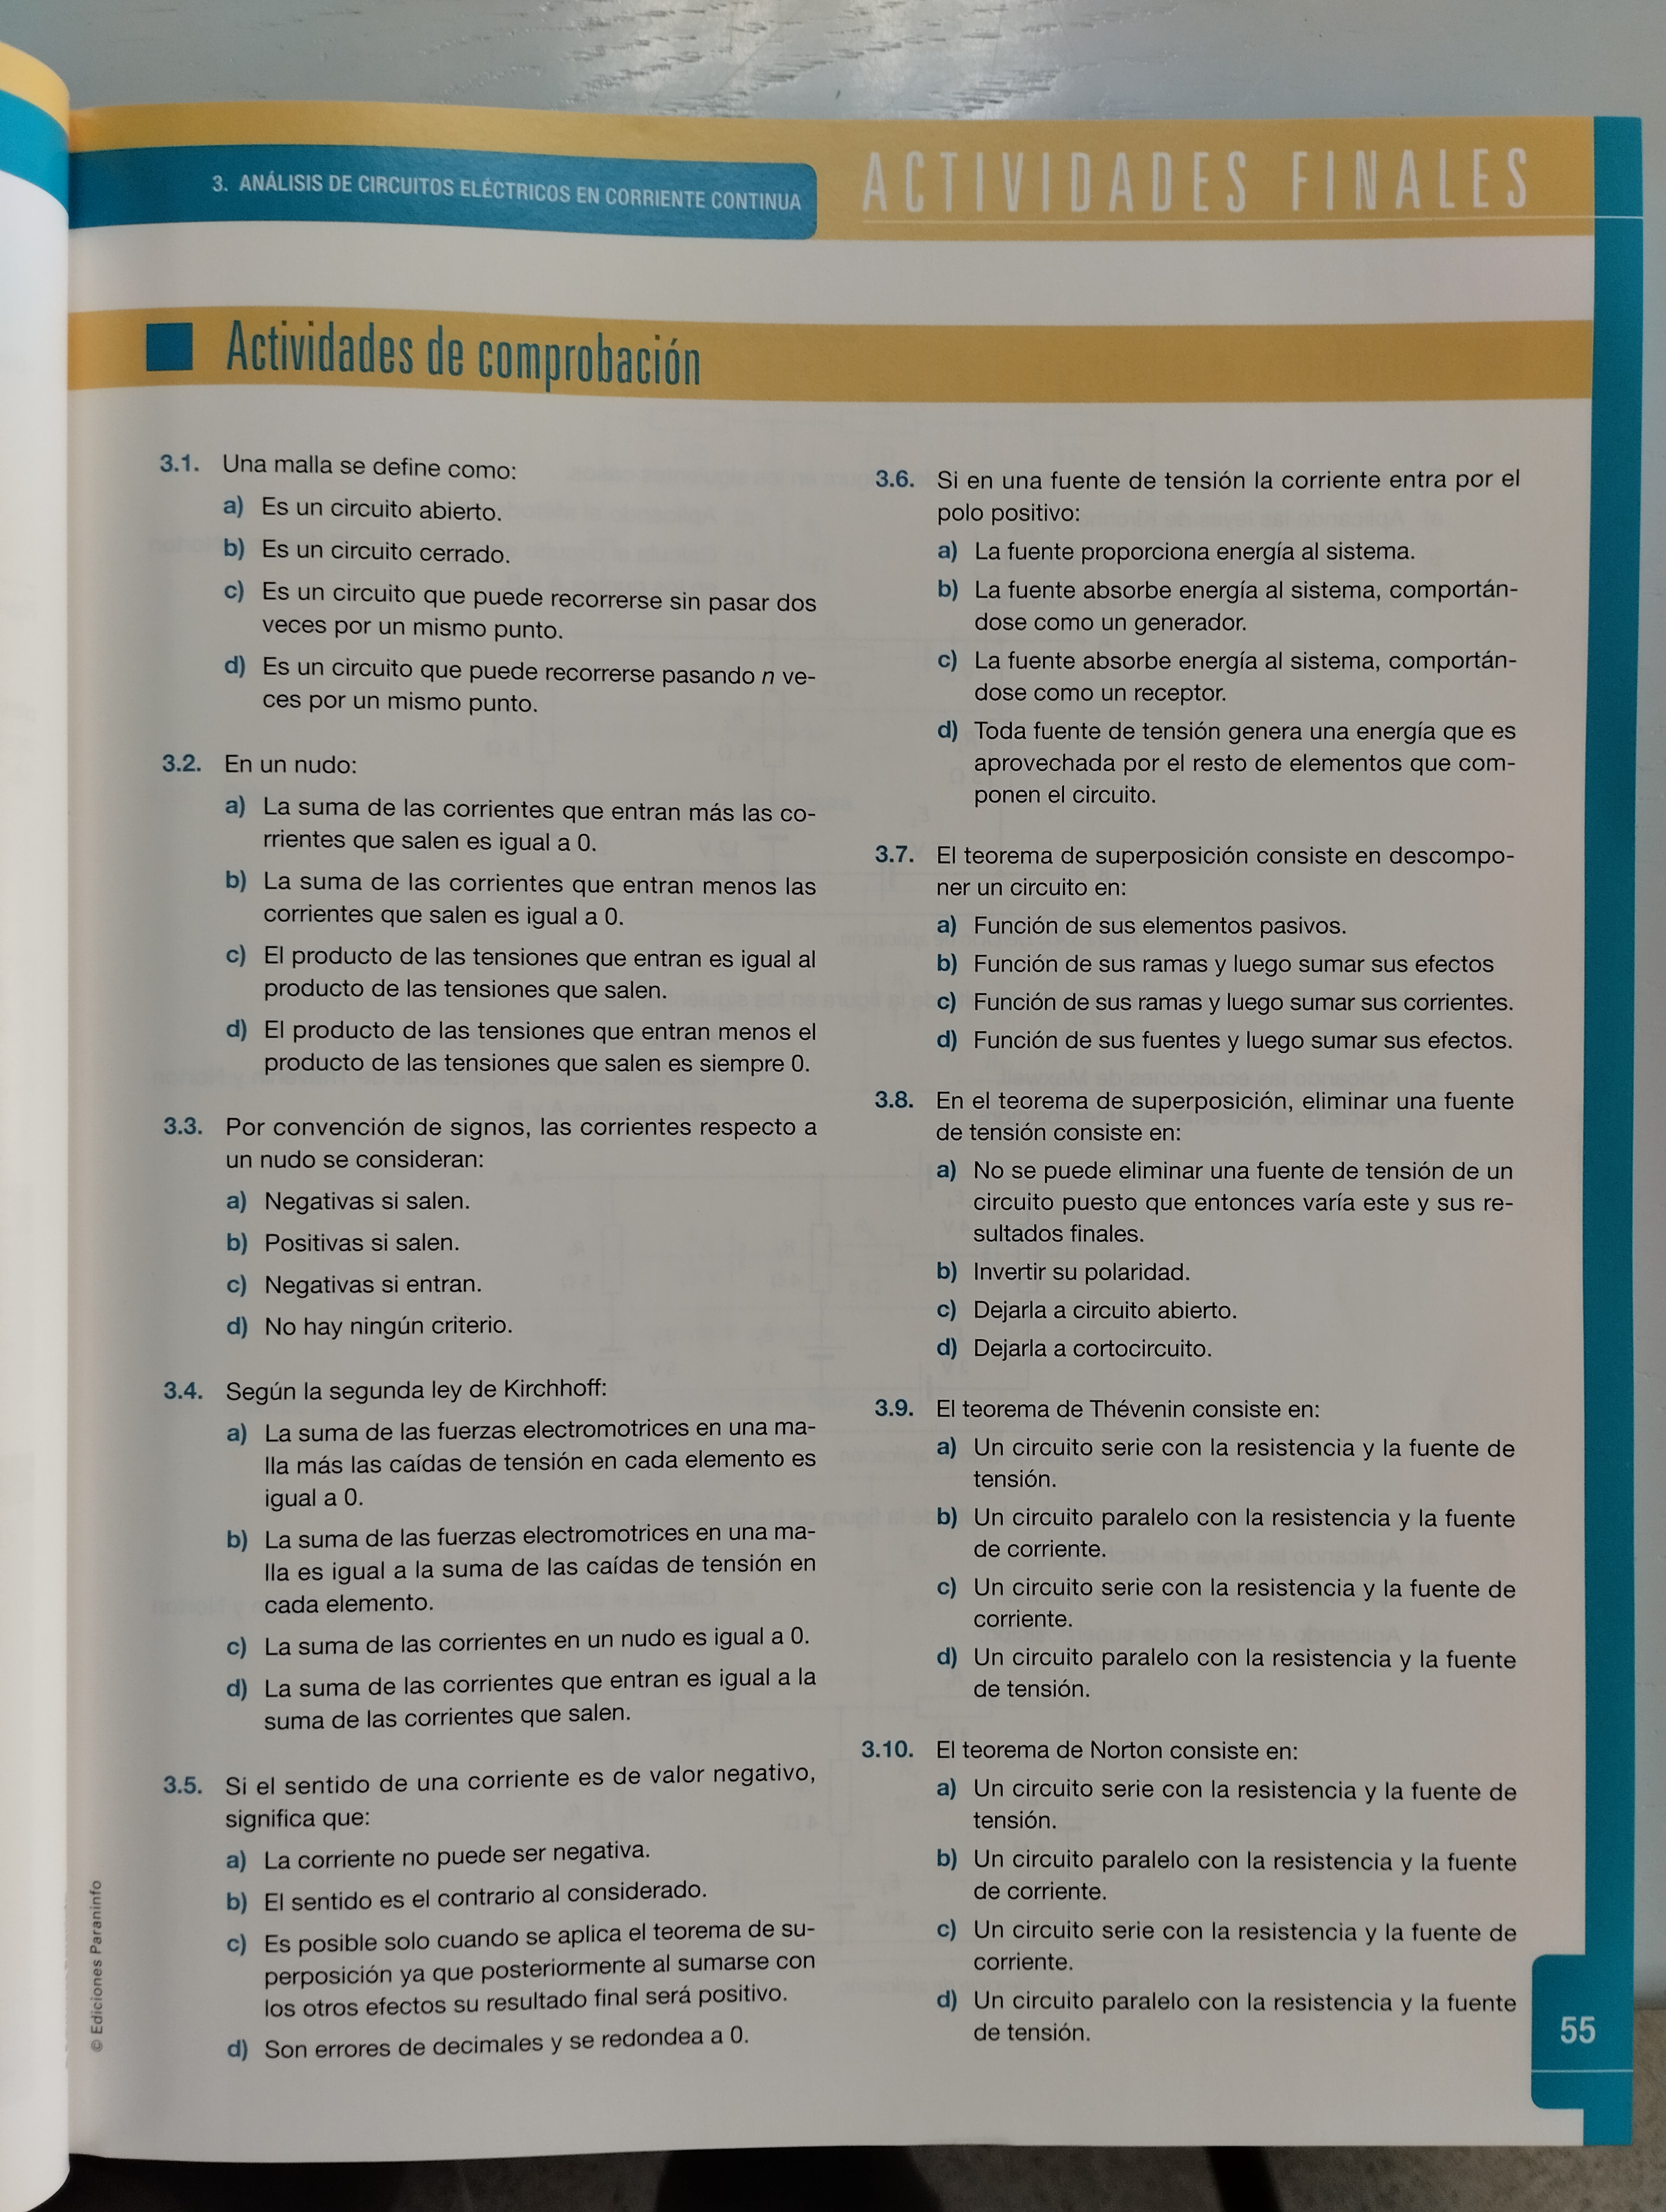 3. ANÁLISIS DE CIRCUITOS ELÉCTRICOS EN CORRIENTE CONTINUA
ACTIVIDADES FINALES
Actividades de comprobación
3.1. Una malla se define como:
a) Es un circuito abierto.
b) Es un circuito cerrado.
c) Es un circuito que puede recorrerse sin pasar dos
veces por un mismo punto.
d) Es un circuito que puede recorrerse pasando n ve-
ces por un mismo punto.
3.2. En un nudo:
a) La suma de las corrientes que entran más las co-
rrientes que salen es igual a 0.
b) La suma de las corrientes que entran menos las
corrientes que salen es igual a 0.
c) El producto de las tensiones que entran es igual al
producto de las tensiones que salen.
d) El producto de las tensiones que entran menos el
producto de las tensiones que salen es siempre 0.
3.3. Por convención de signos, las corrientes respecto a
un nudo se consideran:
a) Negativas si salen.
b) Positivas si salen.
c) Negativas si entran.
d) No hay ningún criterio.
3.4. Según la segunda ley de Kirchhoff:
a) La suma de las fuerzas electromotrices en una ma-
lla más las caídas de tensión en cada elemento es
igual a 0.
b) La suma de las fuerzas electromotrices en una ma-
lla es igual a la suma de las caídas de tensión en
cada elemento.
c) La suma de las corrientes en un nudo es igual a 0.
d) La suma de las corrientes que entran es igual a la
suma de las corrientes que salen.
3.5. Si el sentido de una corriente es de valor negativo,
significa que:
a) La corriente no puede ser negativa.
b) El sentido es el contrario al considerado.
c) Es posible solo cuando se aplica el teorema de su-
perposición ya que posteriormente al sumarse con
los otros efectos su resultado final será positivo.
d) Son errores de decimales y se redondea a 0.
3.6. Si en una fuente de tensión la corriente entra por el
polo positivo:
a) La fuente proporciona energía al sistema.
b) La fuente absorbe energía al sistema, comportán-
dose como un generador.
c) La fuente absorbe energía al sistema, comportán-
dose como un receptor.
d) Toda fuente de tensión genera una energía que es
aprovechada por el resto de elementos que com-
ponen el circuito.
3.7. El teorema de superposición consiste en descompo-
ner un circuito en:
a) Función de sus elementos pasivos.
b) Función de sus ramas y luego sumar sus efectos
c) Función de sus ramas y luego sumar sus corrientes.
d) Función de sus fuentes y luego sumar sus efectos.
3.8. En el teorema de superposición, eliminar una fuente
de tensión consiste en:
a) No se puede eliminar una fuente de tensión de un
circuito puesto que entonces varía este y sus re-
sultados finales.
b) Invertir su polaridad.
c) Dejarla a circuito abierto.
d) Dejarla a cortocircuito.
3.9. El teorema de Thévenin consiste en:
a) Un circuito serie con la resistencia y la fuente de
tensión.
b) Un circuito paralelo con la resistencia y la fuente
de corriente.
c) Un circuito serie con la resistencia y la fuente de
corriente.
d) Un circuito paralelo con la resistencia y la fuente
de tensión.
3.10. El teorema de Norton consiste en:
a) Un circuito serie con la resistencia y la fuente de
tensión.
b) Un circuito paralelo con la resistencia y la fuente
de corriente.
c) Un circuito serie con la resistencia y la fuente de
corriente.
d) Un circuito paralelo con la resistencia y la fuente
de tensión.
© Ediciones Paraninfo
55